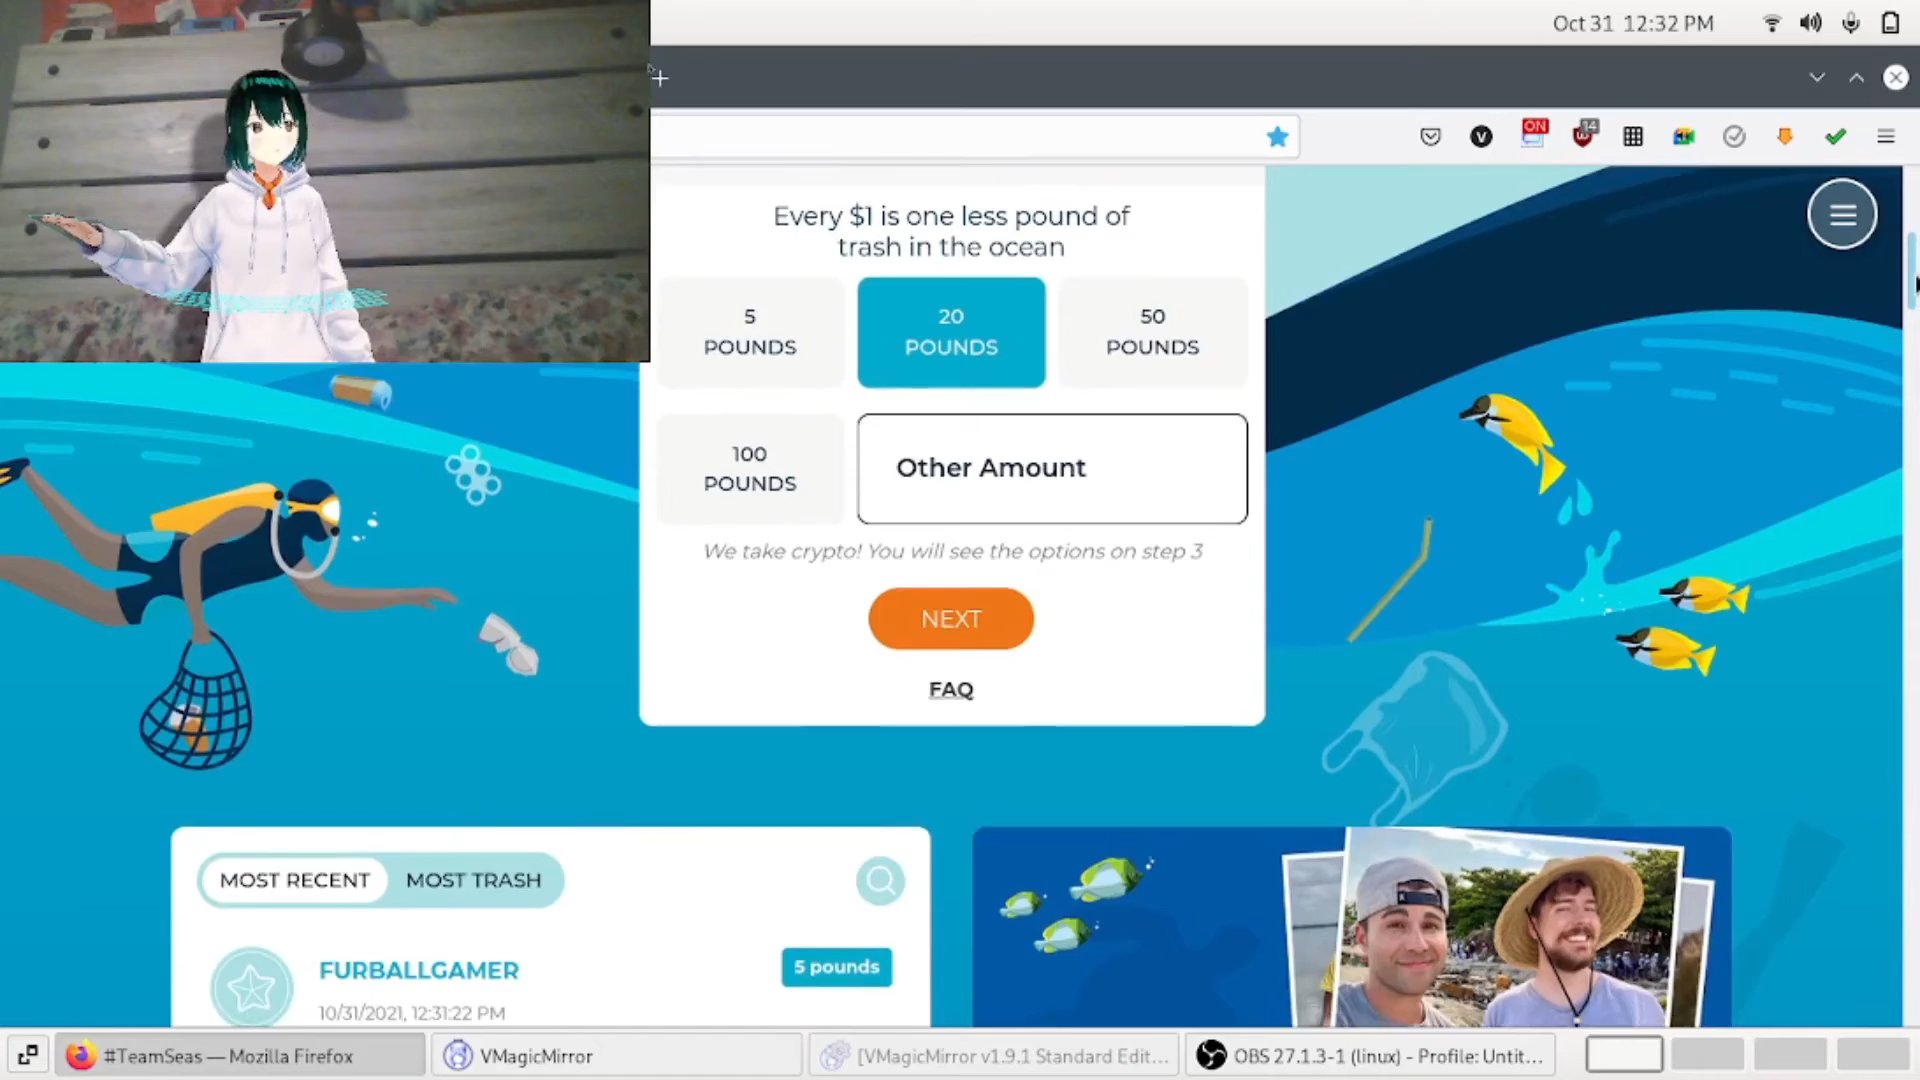 Oct 31 12:32 PM
ON
14
Every $1 is one less pound of
trash in the ocean
5
POUNDS
20
POUNDS
50
POUNDS
100
POUNDS
Other Amount
We take crypto! You will see the options on step 3
NEXT
FAQ
MOST RECENT
MOST TRASH
FURBALLGAMER
5 pounds
10/31/2021, 12:31:22 PM
#TeamSeas — Mozilla Firefox
VMagicMirror
[VMagicMirror v1.9.1 Standard Edit...
OBS 27.1.3-1 (linux) - Profile: Untit...